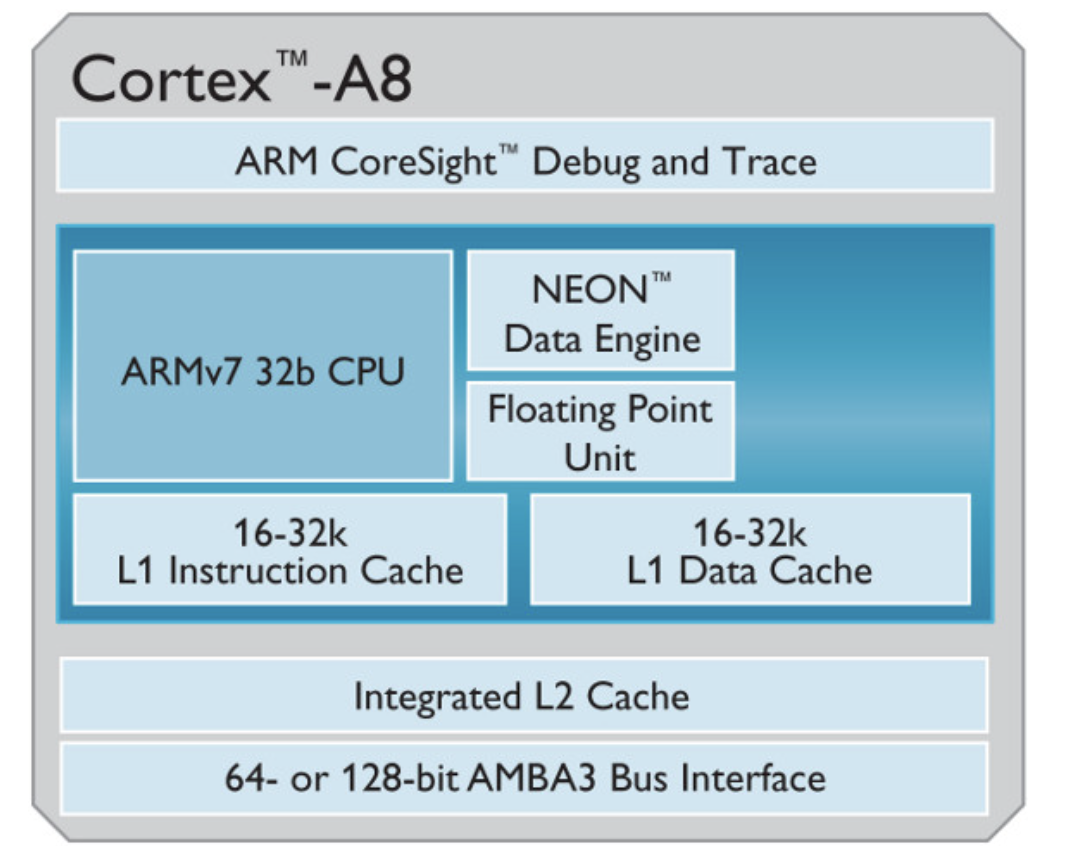 Cortex™-A8
ARM CoreSight™ Debug and Trace
ARMv7 32b CPU
NEON™
Data Engine
Floating Point
Unit
16-32k
L1 Instruction Cache
16-32k
L1 Data Cache
Integrated L2 Cache
64- or 128-bit AMBA3 Bus Interface